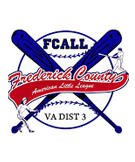 FCALL
Frederick County
American Little League
VA DIST 3